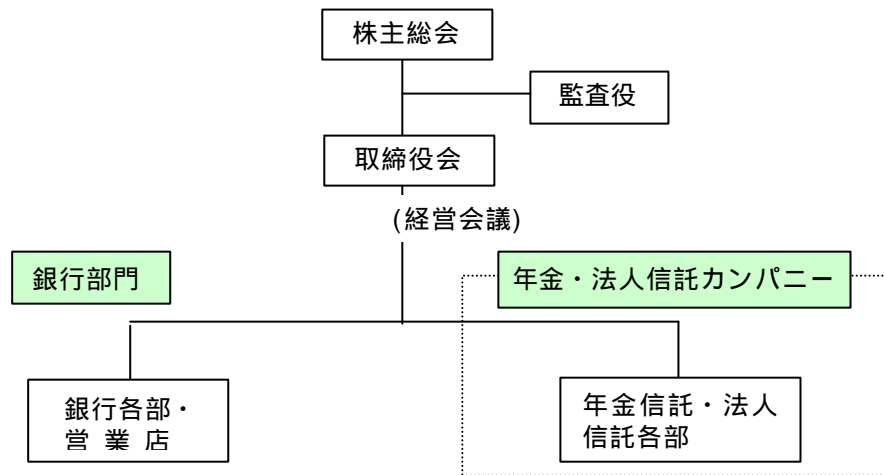 株主総会
監査役
取締役会
(経営会議)
銀行部門
年金・法人信託カンパニー
銀行各部・
営業店
年金信託・法人
信託各部